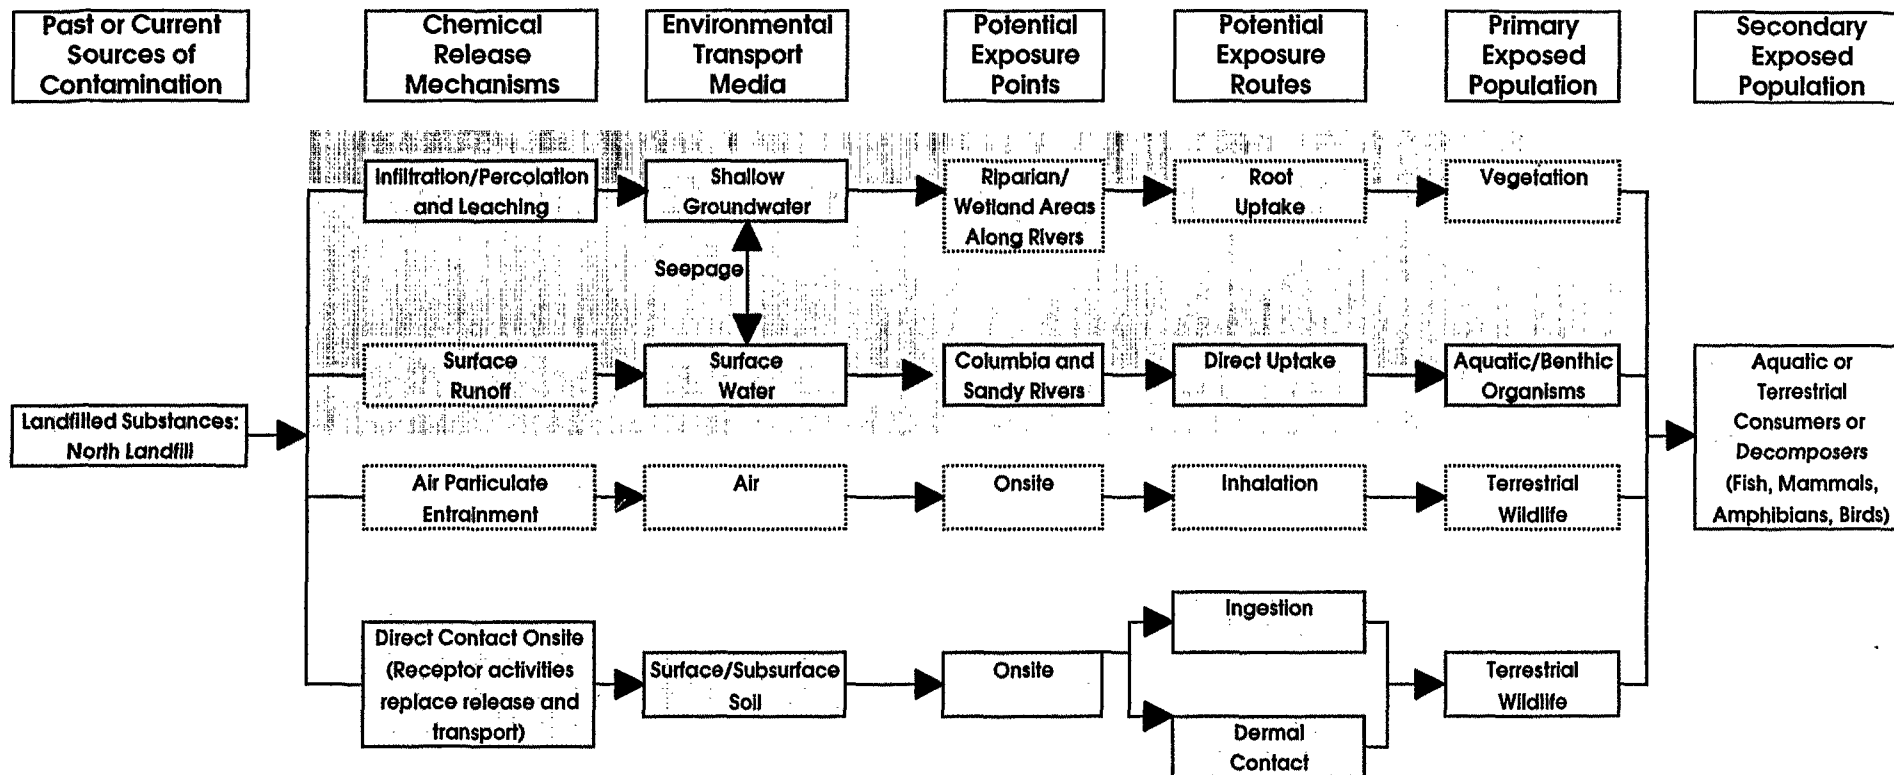 Past or Current
Sources of
Contamination
Chemical
Release
Mechanisms
Environmental
Transport
Media
Potential
Exposure
Points
Potential
Exposure
Routes
Primary
Exposed
Population
Secondary
Exposed
Population
Infiltration/Percolation
and Leaching
Shallow
Groundwater
Riparian/
Wetland Areas
Along Rivers
Root
Uptake
Vegetation
Seepage
Surface
Runoff
Surface
Water
Columbia and
Sandy Rivers
Direct Uptake
Aquatic/Benthic
Organisms
Aquatic or
Terrestrial
Consumers or
Decomposers
(Fish, Mammals,
Amphibians, Birds)
Landfilled Substances:
North Landfill
Air Particulate
Entrainment
Air
Onsite
Inhalation
Terrestrial
Wildlife
Direct Contact Onsite
(Receptor activities
replace release and
transport)
Surface/Subsurface
Soil
Onsite
Ingestion
Dermal
Contact
Terrestrial
Wildlife